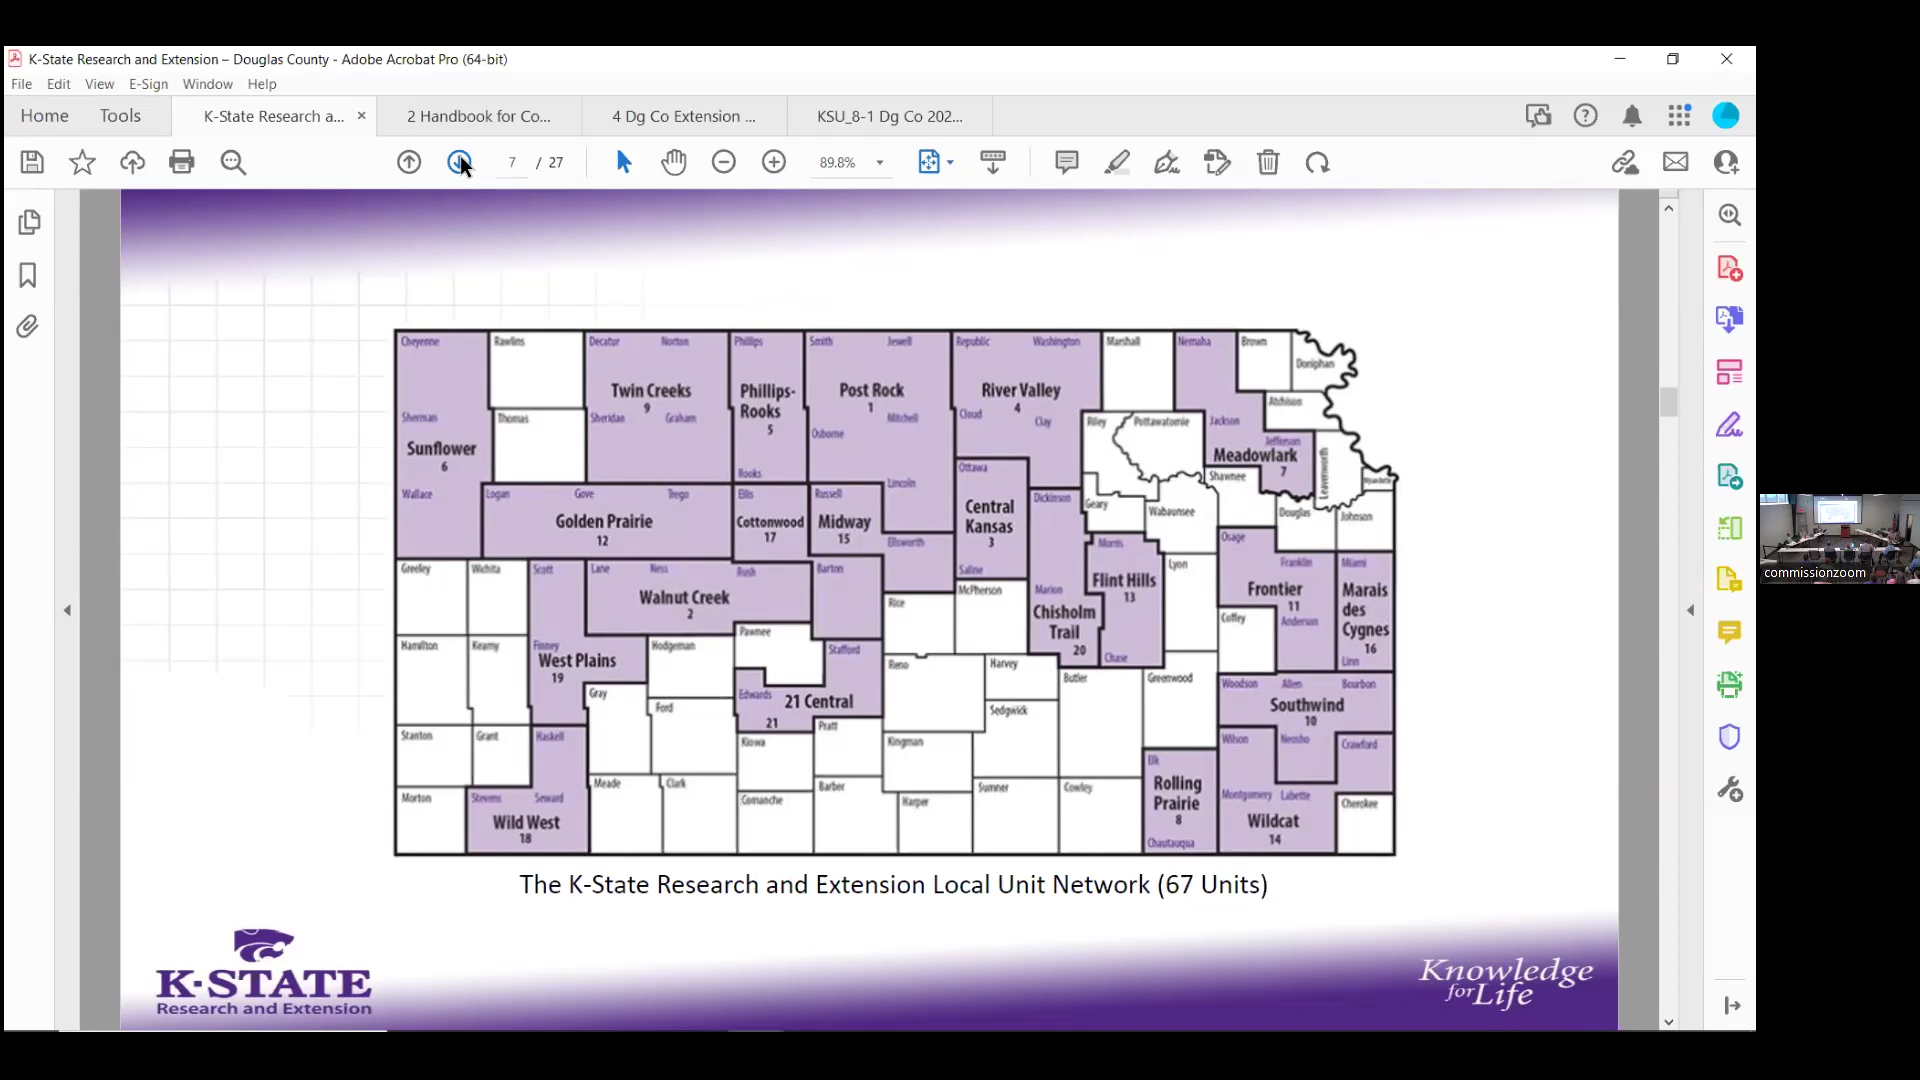 K-State Research and Extension – Douglas County - Adobe Acrobat Pro (64-bit)
File Edit View E-Sign Window Help
Home Tools K-State Research a... × 2 Handbook for Co... 4 Dg Co Extension ... KSU_8-1 Dg Co 202...
7 / 27 89.8%
Cheyenne Rawlins Decatur Norton Phillips Smith Jewell Republic Washington Marshall Nemaha Brown
Doniphan
Twin Creeks
9
Phillips-
Rooks
5
Post Rock
1
River Valley
4
Atchison
Sherman Thomas Sheridan Graham Mitchell Cloud Clay Riley Pottawatomie Jackson
Osborne
Jefferson
Sunflower
6
Meadowlark
7
Leavenworth
Rooks Ottawa Shawnee
Wallace Logan Gove Trego Ellis Russell Lincoln Dickinson
Geary Wabaunsee Douglas Johnson
Golden Prairie
12
Cottonwood
17
Midway
15
Central
Kansas
3
Ellsworth Morris Osage
Greeley Wichita Scott Lane Ness Rush Barton Saline Lyon Franklin Miami
Walnut Creek
2
Flint Hills
13
Frontier
11
Marais
des
Cygnes
16
Rice McPherson Marion
Chisholm
Trail
20
Coffey Anderson
Hamilton Kearny Finney Hodgeman Pawnee Stafford Reno Harvey Chase Linn
West Plains
19
Gray Edwards
21 Central
21
Butler Greenwood Woodson Allen Bourbon
Ford Sedgwick
Southwind
10
Stanton Grant Haskell Kiowa Pratt Kingman Wilson Neosho Crawford
Meade Clark Barber Sumner Cowley Elk
Rolling
Prairie
8
Morton Stevens Seward Comanche Harper Montgomery Labette Cherokee
Wild West
18
Wildcat
14
Chautauqua
The K-State Research and Extension Local Unit Network (67 Units)
K-STATE
Research and Extension
Knowledge
for Life
commissionzoom